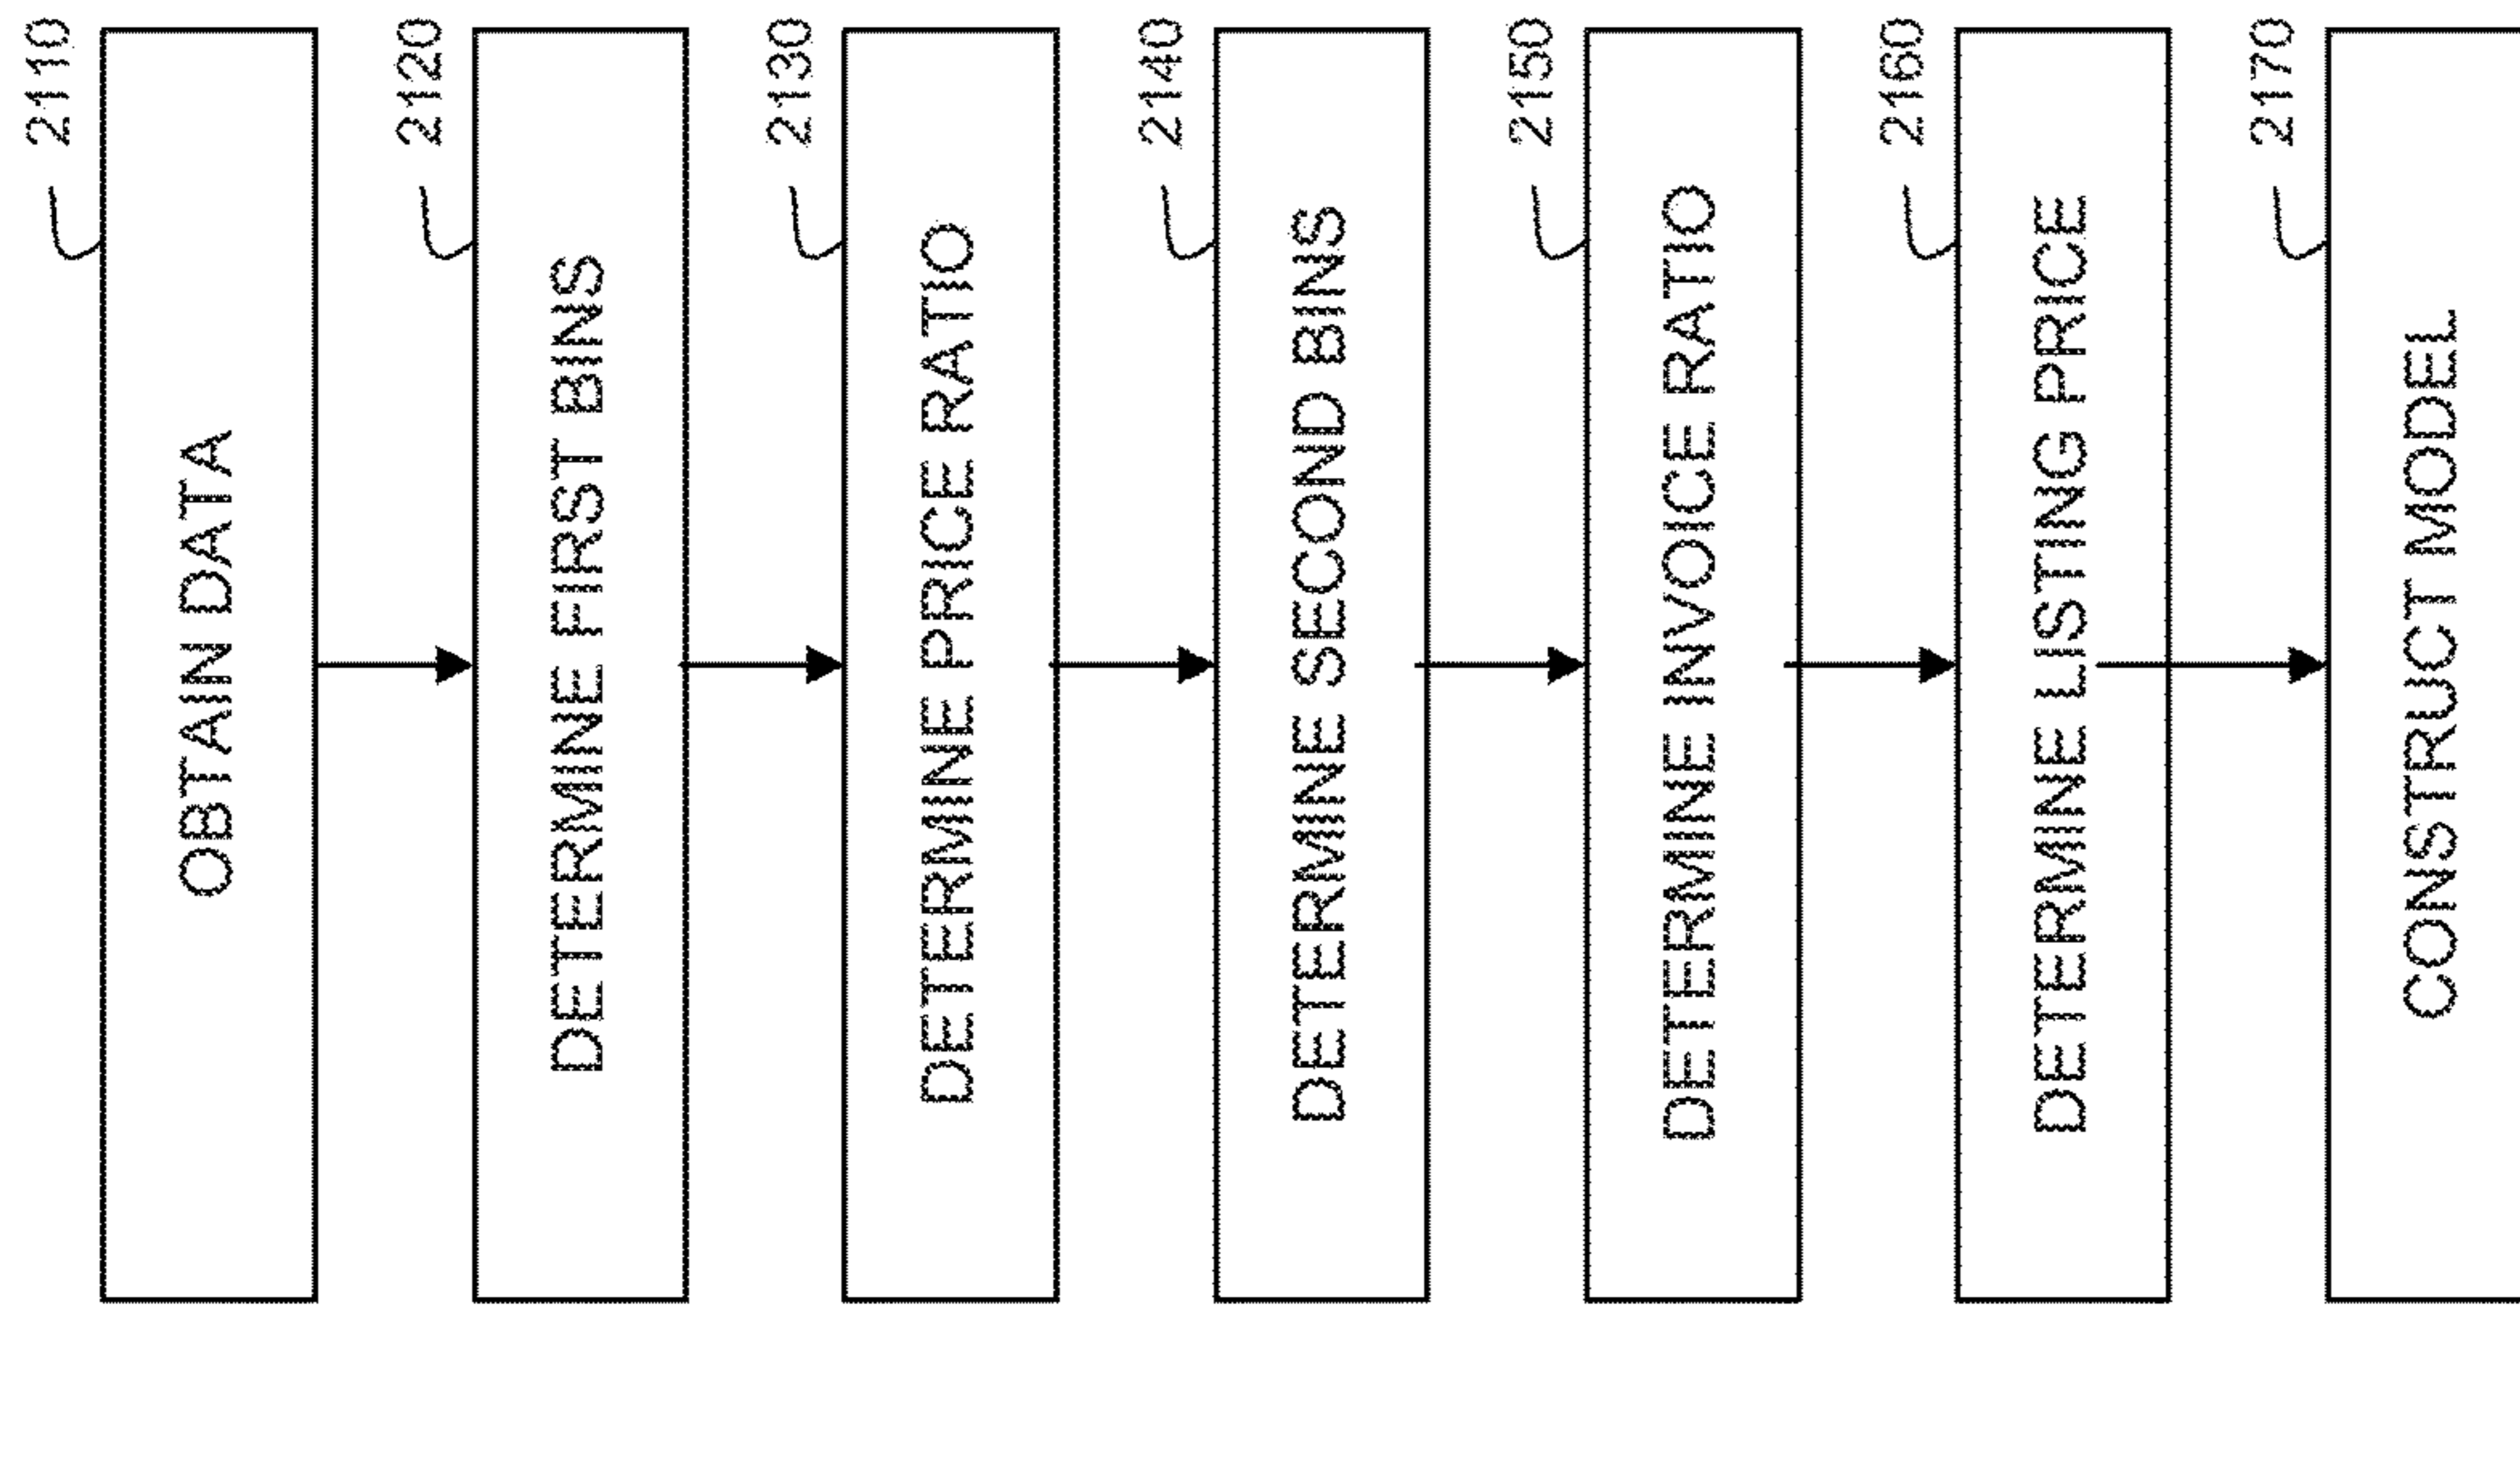 2110
OBTAIN DATA
2120
DETERMINE FIRST BINS
2130
DETERMINE PRICE RATIO
2140
DETERMINE SECOND BINS
2150
DETERMINE INVOICE RATIO
2160
DETERMINE LISTING PRICE
2170
CONSTRUCT MODEL